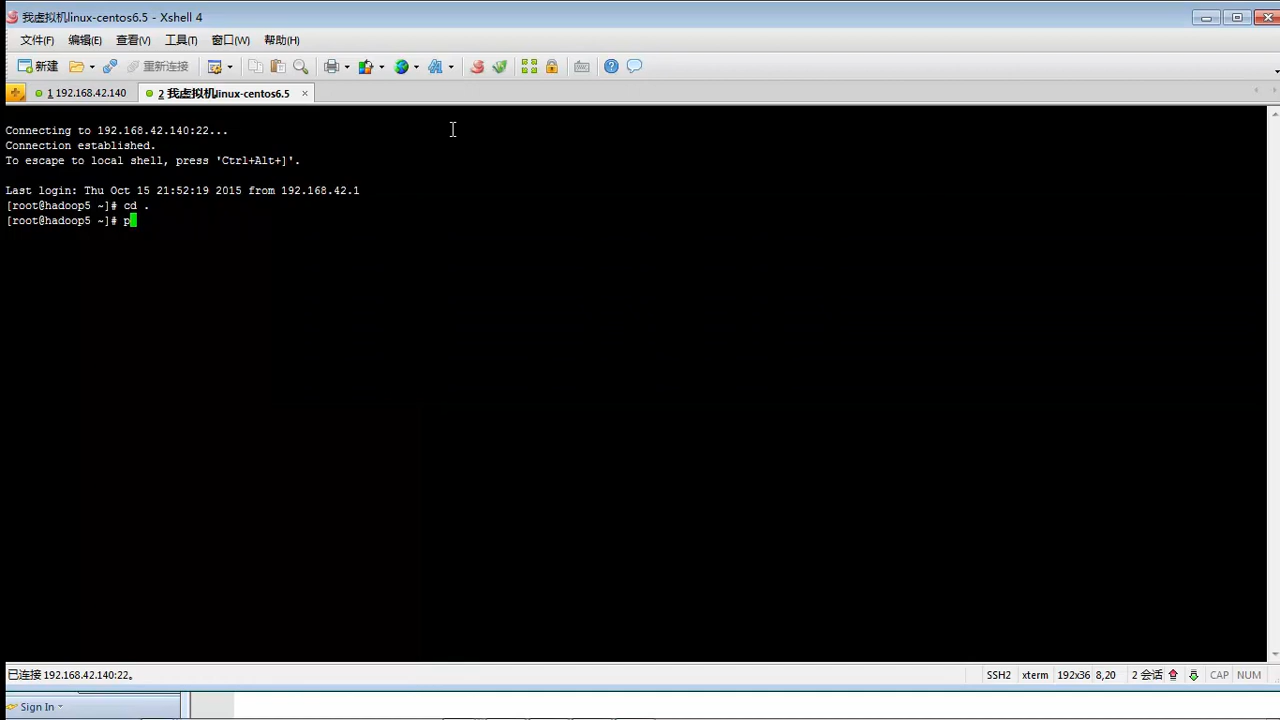 我虚拟机linux-centos6.5 - Xshell 4
文件(F) 编辑(E) 查看(V) 工具(T) 窗口(W) 帮助(H)
新建 重新连接
1 192.168.42.140 2 我虚拟机linux-centos6.5
Connecting to 192.168.42.140:22...
Connection established.
To escape to local shell, press 'Ctrl+Alt+]'.
Last login: Thu Oct 15 21:52:19 2015 from 192.168.42.1
[root@hadoop5 ~]# cd .
[root@hadoop5 ~]# p
已连接 192.168.42.140:22。 SSH2 xterm 192x36 8,20 2 会话 CAP NUM
Sign In